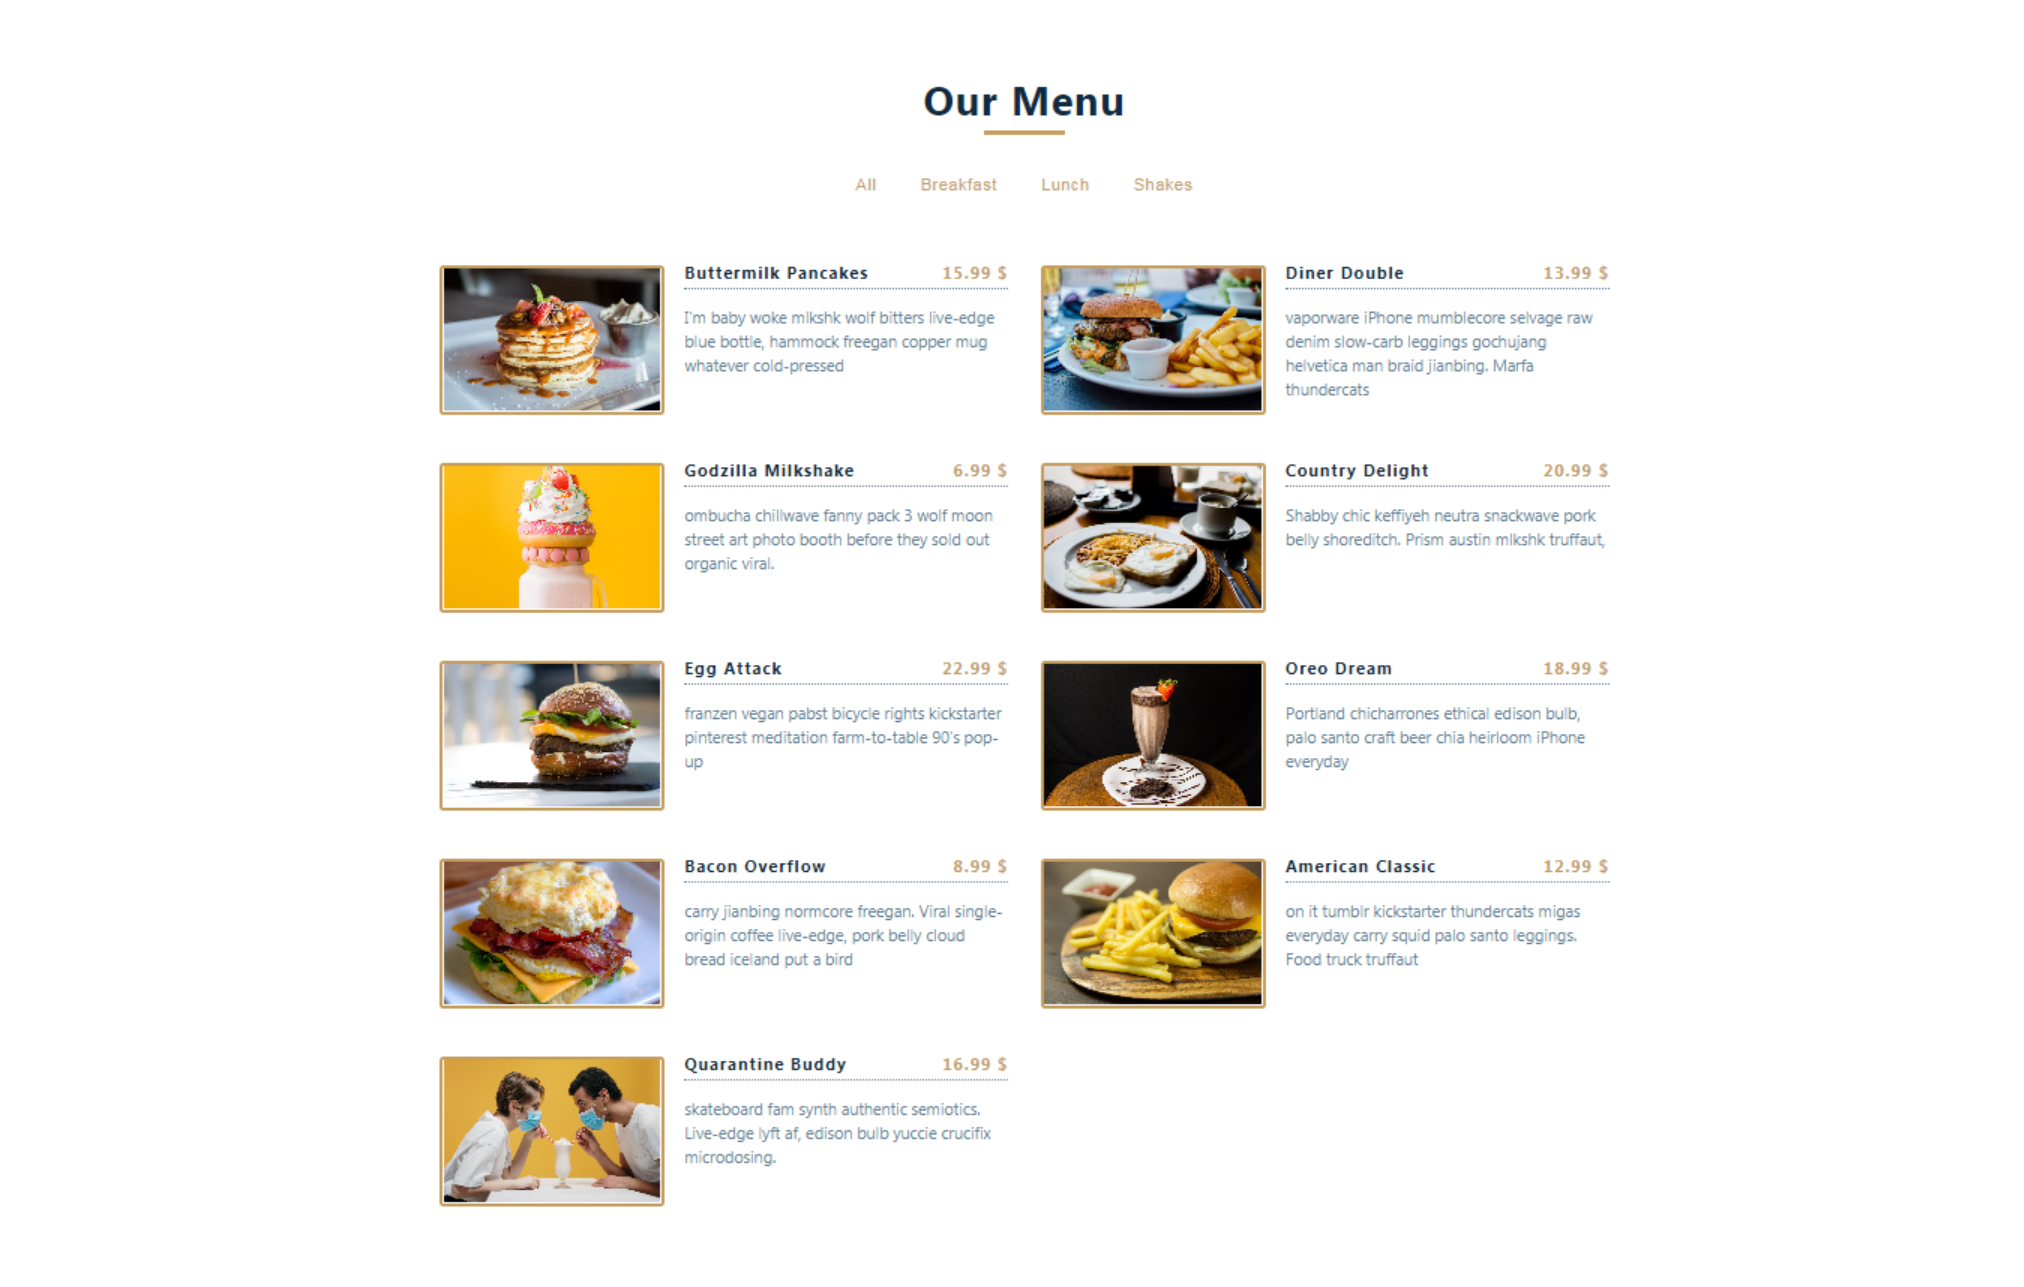 Our Menu
All Breakfast Lunch Shakes
Buttermilk Pancakes 15.99 $
I'm baby woke mlkshk wolf bitters live-edge
blue bottle, hammock freegan copper mug
whatever cold-pressed
Diner Double 13.99 $
vaporware iPhone mumblecore selvage raw
denim slow-carb leggings gochujang
helvetica man braid jianbing. Marfa
thundercats
Godzilla Milkshake 6.99 $
ombucha chillwave fanny pack 3 wolf moon
street art photo booth before they sold out
organic viral.
Country Delight 20.99 $
Shabby chic keffiyeh neutra snackwave pork
belly shoreditch. Prism austin mlkshk truffaut,
Egg Attack 22.99 $
franzen vegan pabst bicycle rights kickstarter
pinterest meditation farm-to-table 90's pop-
up
Oreo Dream 18.99 $
Portland chicharrones ethical edison bulb,
palo santo craft beer chia heirloom iPhone
everyday
Bacon Overflow 8.99 $
carry jianbing normcore freegan. Viral single-
origin coffee live-edge, pork belly cloud
bread iceland put a bird
American Classic 12.99 $
on it tumblr kickstarter thundercats migas
everyday carry squid palo santo leggings.
Food truck truffaut
Quarantine Buddy 16.99 $
skateboard fam synth authentic semiotics.
Live-edge lyft af, edison bulb yuccie crucifix
microdosing.